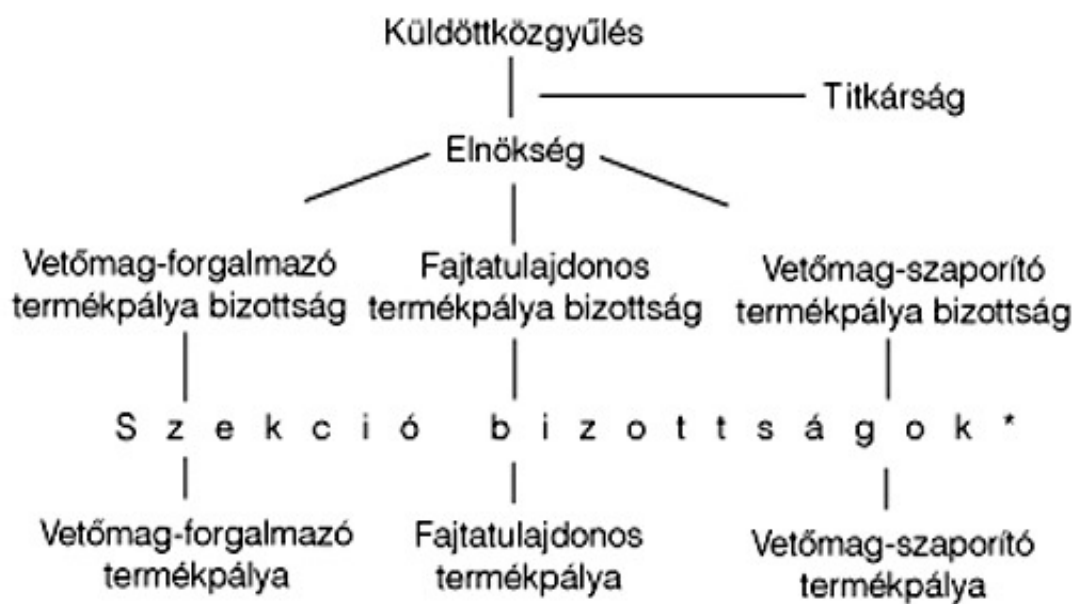 Küldöttközgyűlés
Titkárság
Elnökség
Vetőmag-forgalmazó
termékpálya bizottság
Fajtatulajdonos
termékpálya bizottság
Vetőmag-szaporító
termékpálya bizottság
S z e k c i ó b i z o t t s á g o k *
Vetőmag-forgalmazó
termékpálya
Fajtatulajdonos
termékpálya
Vetőmag-szaporító
termékpálya